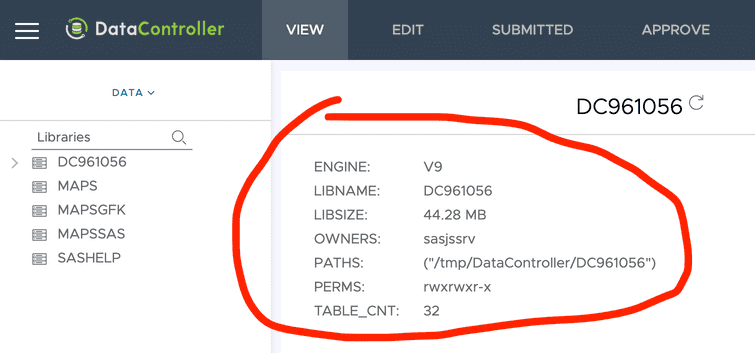 DataController
VIEW
EDIT
SUBMITTED
APPROVE
DATA
Libraries
DC961056
MAPS
MAPSGFK
MAPSSAS
SASHELP
DC961056
ENGINE: V9
LIBNAME: DC961056
LIBSIZE: 44.28 MB
OWNERS: sasjssrv
PATHS: ("/tmp/DataController/DC961056")
PERMS: rwxrwxr-x
TABLE_CNT: 32